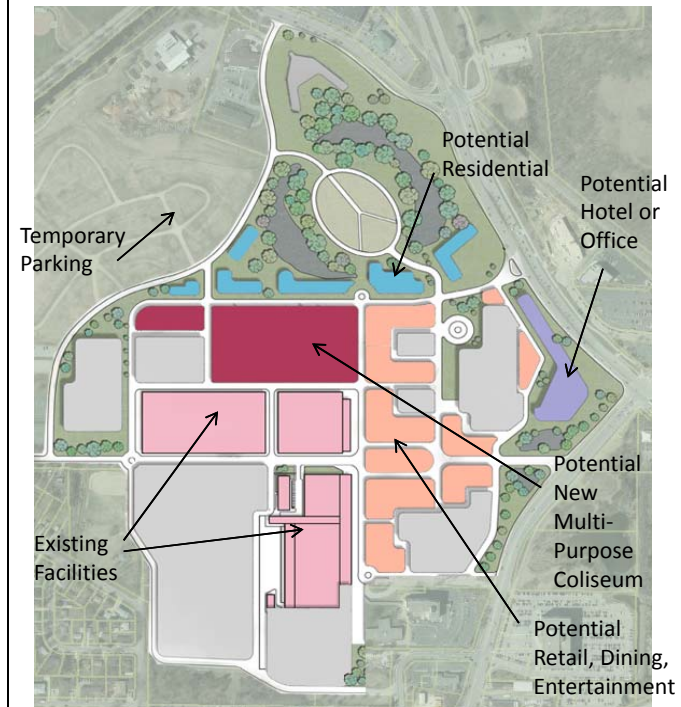 Potential
Residential
Potential
Hotel or
Office
Temporary
Parking
Potential
New
Multi-
Purpose
Coliseum
Existing
Facilities
Potential
Retail, Dining,
Entertainment